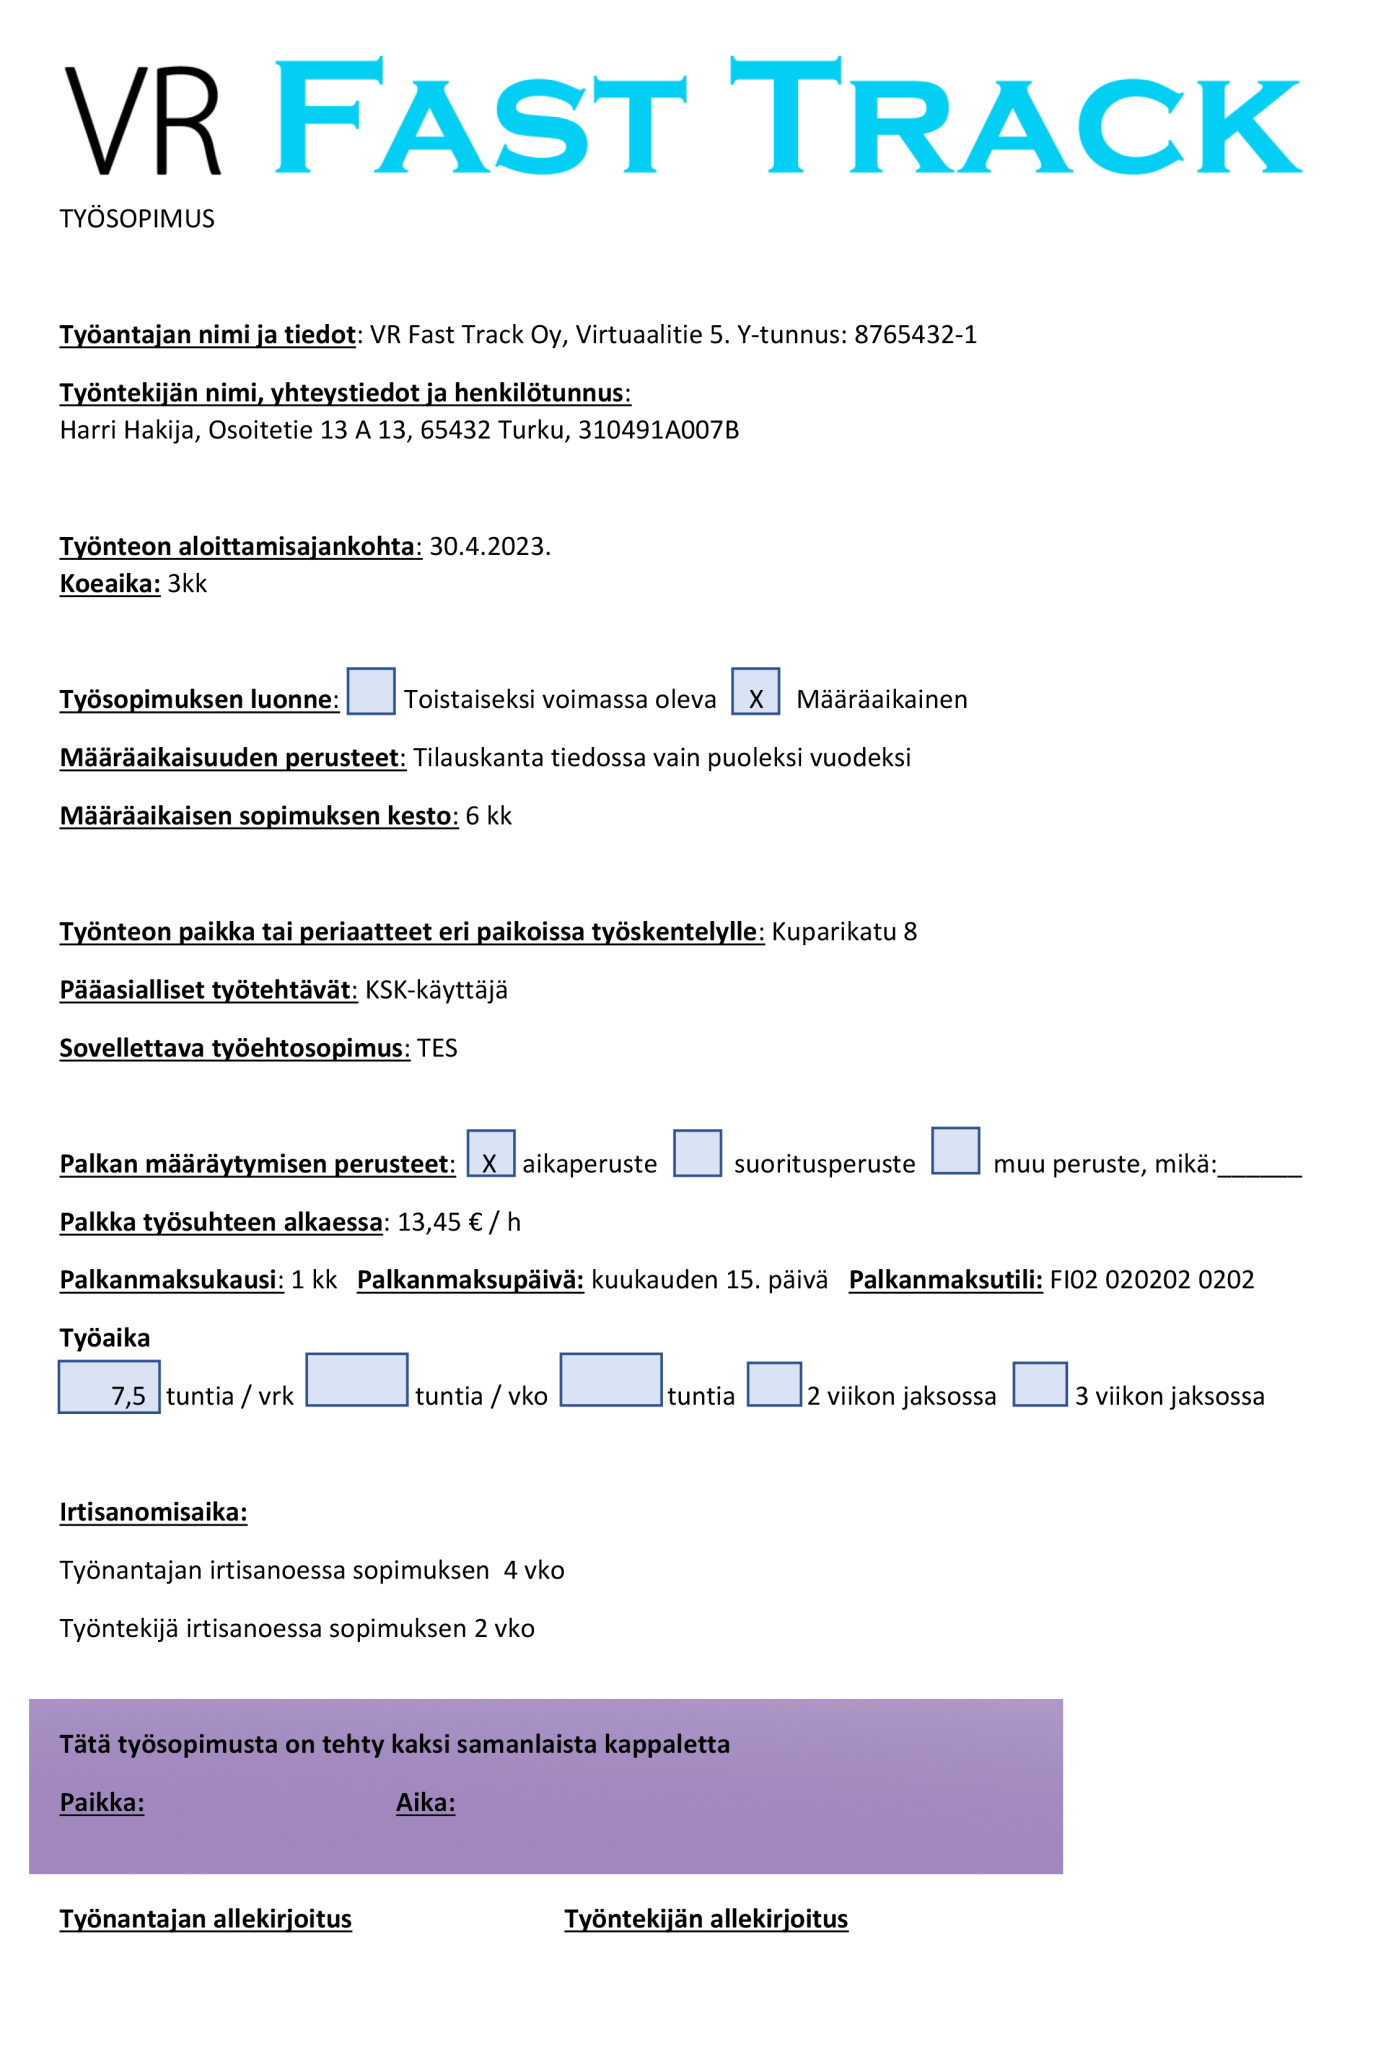 VR FAST TRACK
TYÖSOPIMUS
Työantajan nimi ja tiedot: VR Fast Track Oy, Virtuaalitie 5. Y-tunnus: 8765432-1
Työntekijän nimi, yhteystiedot ja henkilötunnus:
Harri Hakija, Osoitetie 13 A 13, 65432 Turku, 310491A007B
Työnteon aloittamisajankohta: 30.4.2023.
Koeaika: 3kk
Työsopimuksen luonne: Toistaiseksi voimassa oleva X Määräaikainen
Määräaikaisuuden perusteet: Tilauskanta tiedossa vain puoleksi vuodeksi
Määräaikaisen sopimuksen kesto: 6 kk
Työnteon paikka tai periaatteet eri paikoissa työskentelylle: Kuparikatu 8
Pääasialliset työtehtävät: KSK-käyttäjä
Sovellettava työehtosopimus: TES
Palkan määräytymisen perusteet: X aikaperuste suoritusperuste muu peruste, mikä:______
Palkka työsuhteen alkaessa: 13,45 € / h
Palkanmaksukausi: 1 kk Palkanmaksupäivä: kuukauden 15. päivä Palkanmaksutili: FI02 020202 0202
Työaika
7,5 tuntia / vrk tuntia / vko tuntia 2 viikon jaksossa 3 viikon jaksossa
Irtisanomisaika:
Työnantajan irtisanoessa sopimuksen 4 vko
Työntekijä irtisanoessa sopimuksen 2 vko
Tätä työsopimusta on tehty kaksi samanlaista kappaletta
Paikka: Aika:
Työnantajan allekirjoitus Työntekijän allekirjoitus